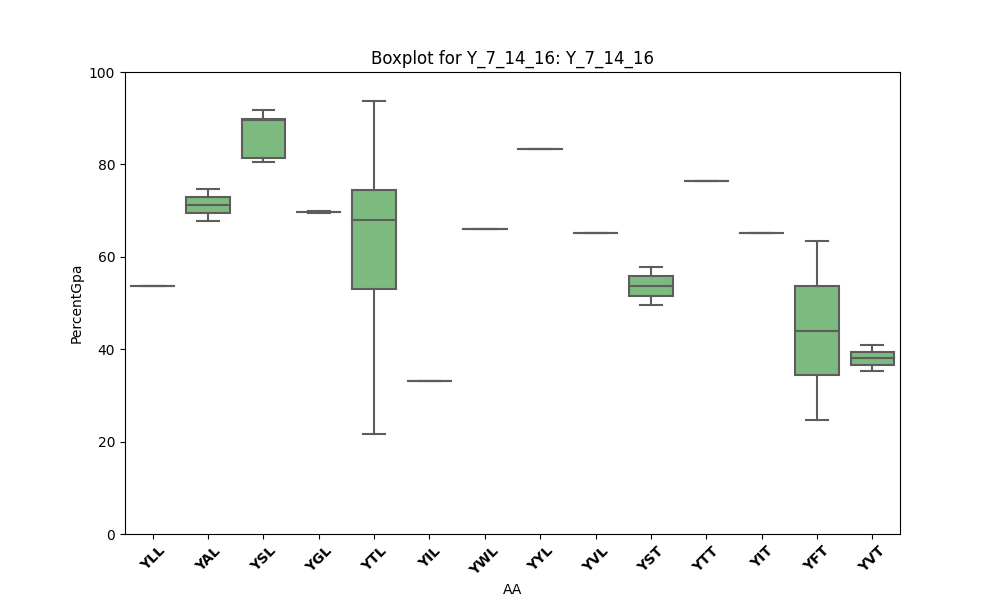 Boxplot for Y_7_14_16: Y_7_14_16
100
80
60
40
20
0
PercentGpa
YLL YAL YSL YGL YTL YIL YWL YYL YVL YST YTT YIT YFT YVT
AA